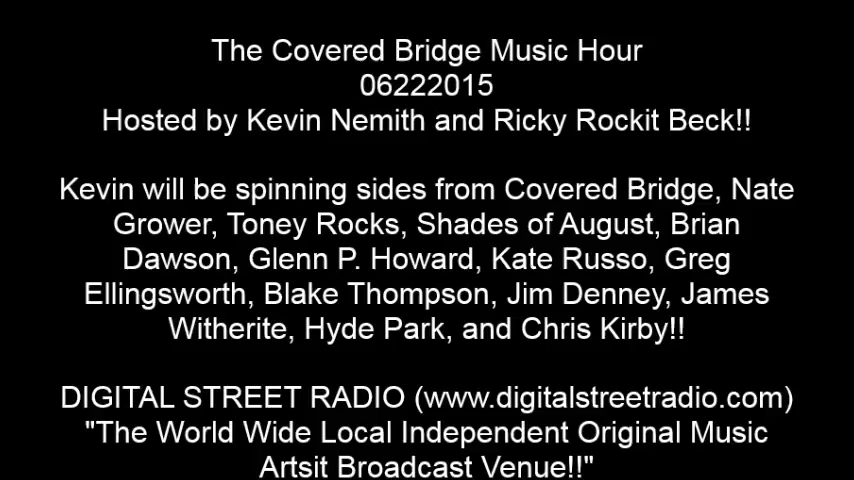 The Covered Bridge Music Hour
06222015
Hosted by Kevin Nemith and Ricky Rockit Beck!!
Kevin will be spinning sides from Covered Bridge, Nate
Grower, Toney Rocks, Shades of August, Brian
Dawson, Glenn P. Howard, Kate Russo, Greg
Ellingsworth, Blake Thompson, Jim Denney, James
Witherite, Hyde Park, and Chris Kirby!!
DIGITAL STREET RADIO (www.digitalstreetradio.com)
"The World Wide Local Independent Original Music
Artsit Broadcast Venue!!"